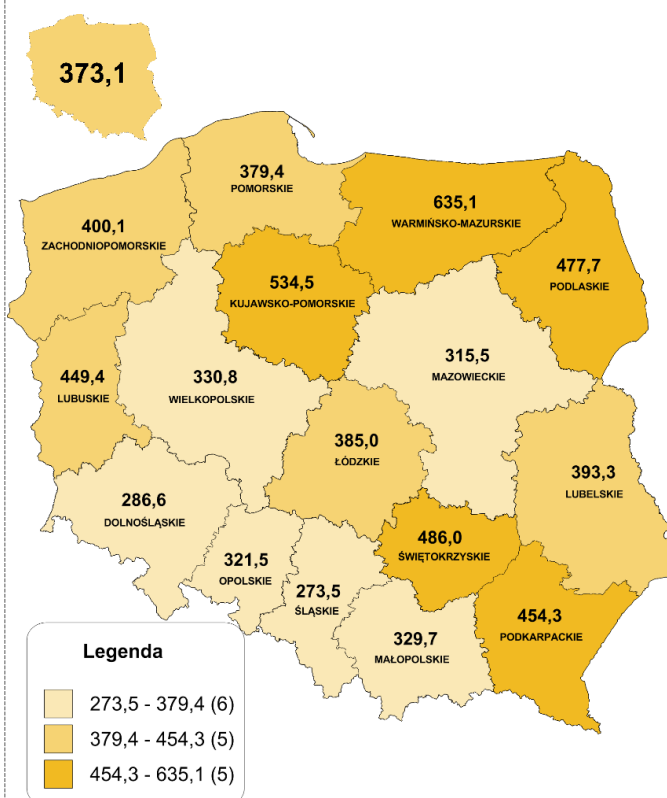 373,1
379,4
POMORSKIE
635,1
WARMIŃSKO-MAZURSKIE
400,1
ZACHODNIOPOMORSKIE
477,7
PODLASKIE
534,5
KUJAWSKO-POMORSKIE
315,5
MAZOWIECKIE
449,4
LUBUSKIE
330,8
WIELKOPOLSKIE
385,0
ŁÓDZKIE
393,3
LUBELSKIE
286,6
DOLNOŚLĄSKIE
486,0
ŚWIĘTOKRZYSKIE
321,5
OPOLSKIE
273,5
ŚLĄSKIE
454,3
PODKARPACKIE
329,7
MAŁOPOLSKIE
Legenda
273,5 - 379,4 (6)
379,4 - 454,3 (5)
454,3 - 635,1 (5)